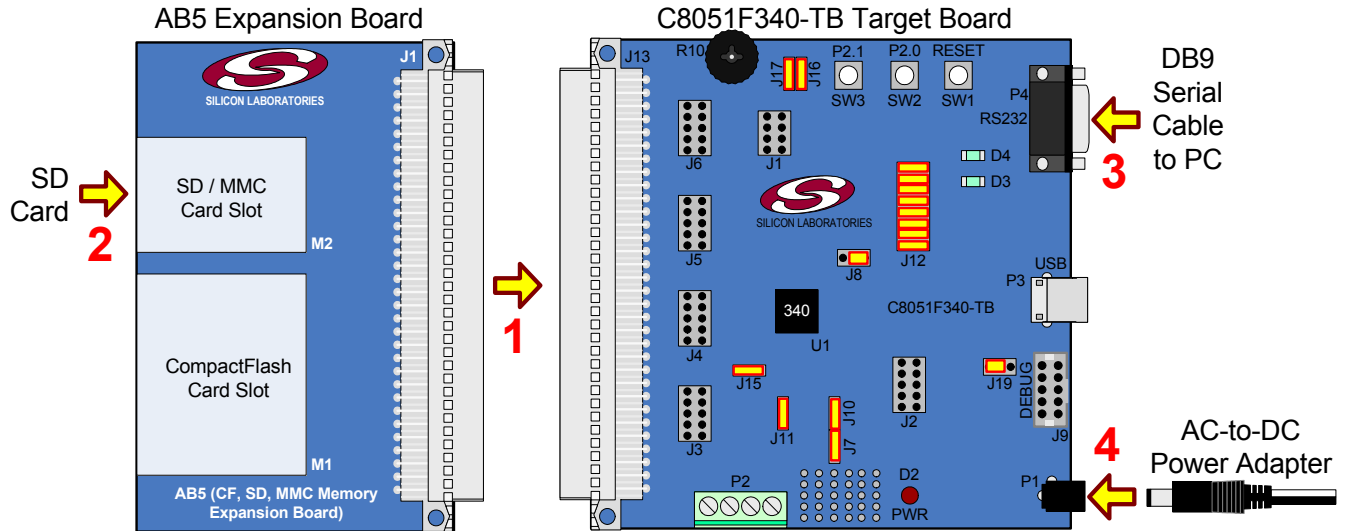 AB5 Expansion Board
J1
SILICON LABORATORIES
SD / MMC
Card Slot
M2
CompactFlash
Card Slot
M1
AB5 (CF, SD, MMC Memory
Expansion Board)
SD
Card
2
1
C8051F340-TB Target Board
J13
R10
J17
J16
P2.1
SW3
P2.0
SW2
RESET
SW1
P4
RS232
J6
J1
D4
D3
SILICON LABORATORIES
J5
J12
J8
USB
P3
340
U1
C8051F340-TB
J4
J15
J19
DEBUG
J9
J2
J10
J7
J11
J3
P2
D2
PWR
P1
DB9
Serial
Cable
to PC
3
4
AC-to-DC
Power Adapter